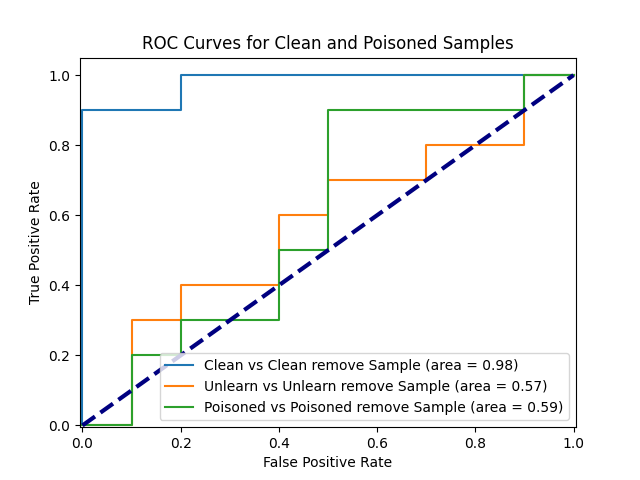 ROC Curves for Clean and Poisoned Samples
True Positive Rate
1.0
0.8
0.6
0.4
0.2
0.0
Clean vs Clean remove Sample (area = 0.98)
Unlearn vs Unlearn remove Sample (area = 0.57)
Poisoned vs Poisoned remove Sample (area = 0.59)
0.0 0.2 0.4 0.6 0.8 1.0
False Positive Rate